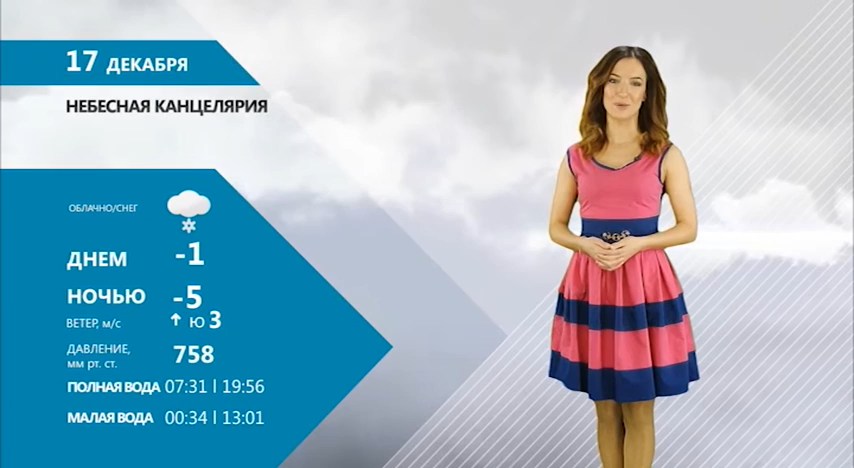 17 ДЕКАБРЯ
НЕБЕСНАЯ КАНЦЕЛЯРИЯ
ОБЛАЧНО/СНЕГ
ДНЕМ -1
НОЧЬЮ -5
ВЕТЕР, м/с ↑ Ю 3
ДАВЛЕНИЕ, 758
мм рт. ст.
ПОЛНАЯ ВОДА 07:31 | 19:56
МАЛАЯ ВОДА 00:34 | 13:01